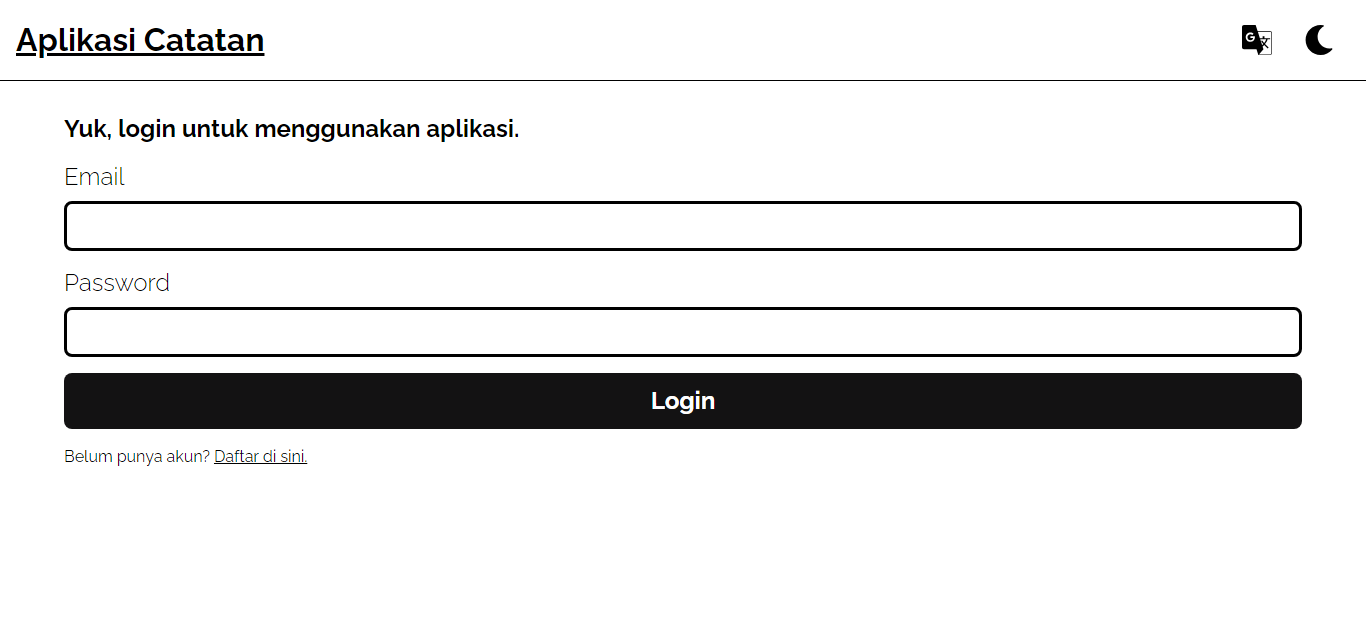 Aplikasi Catatan
Yuk, login untuk menggunakan aplikasi.
Email
Password
Login
Belum punya akun? Daftar di sini.